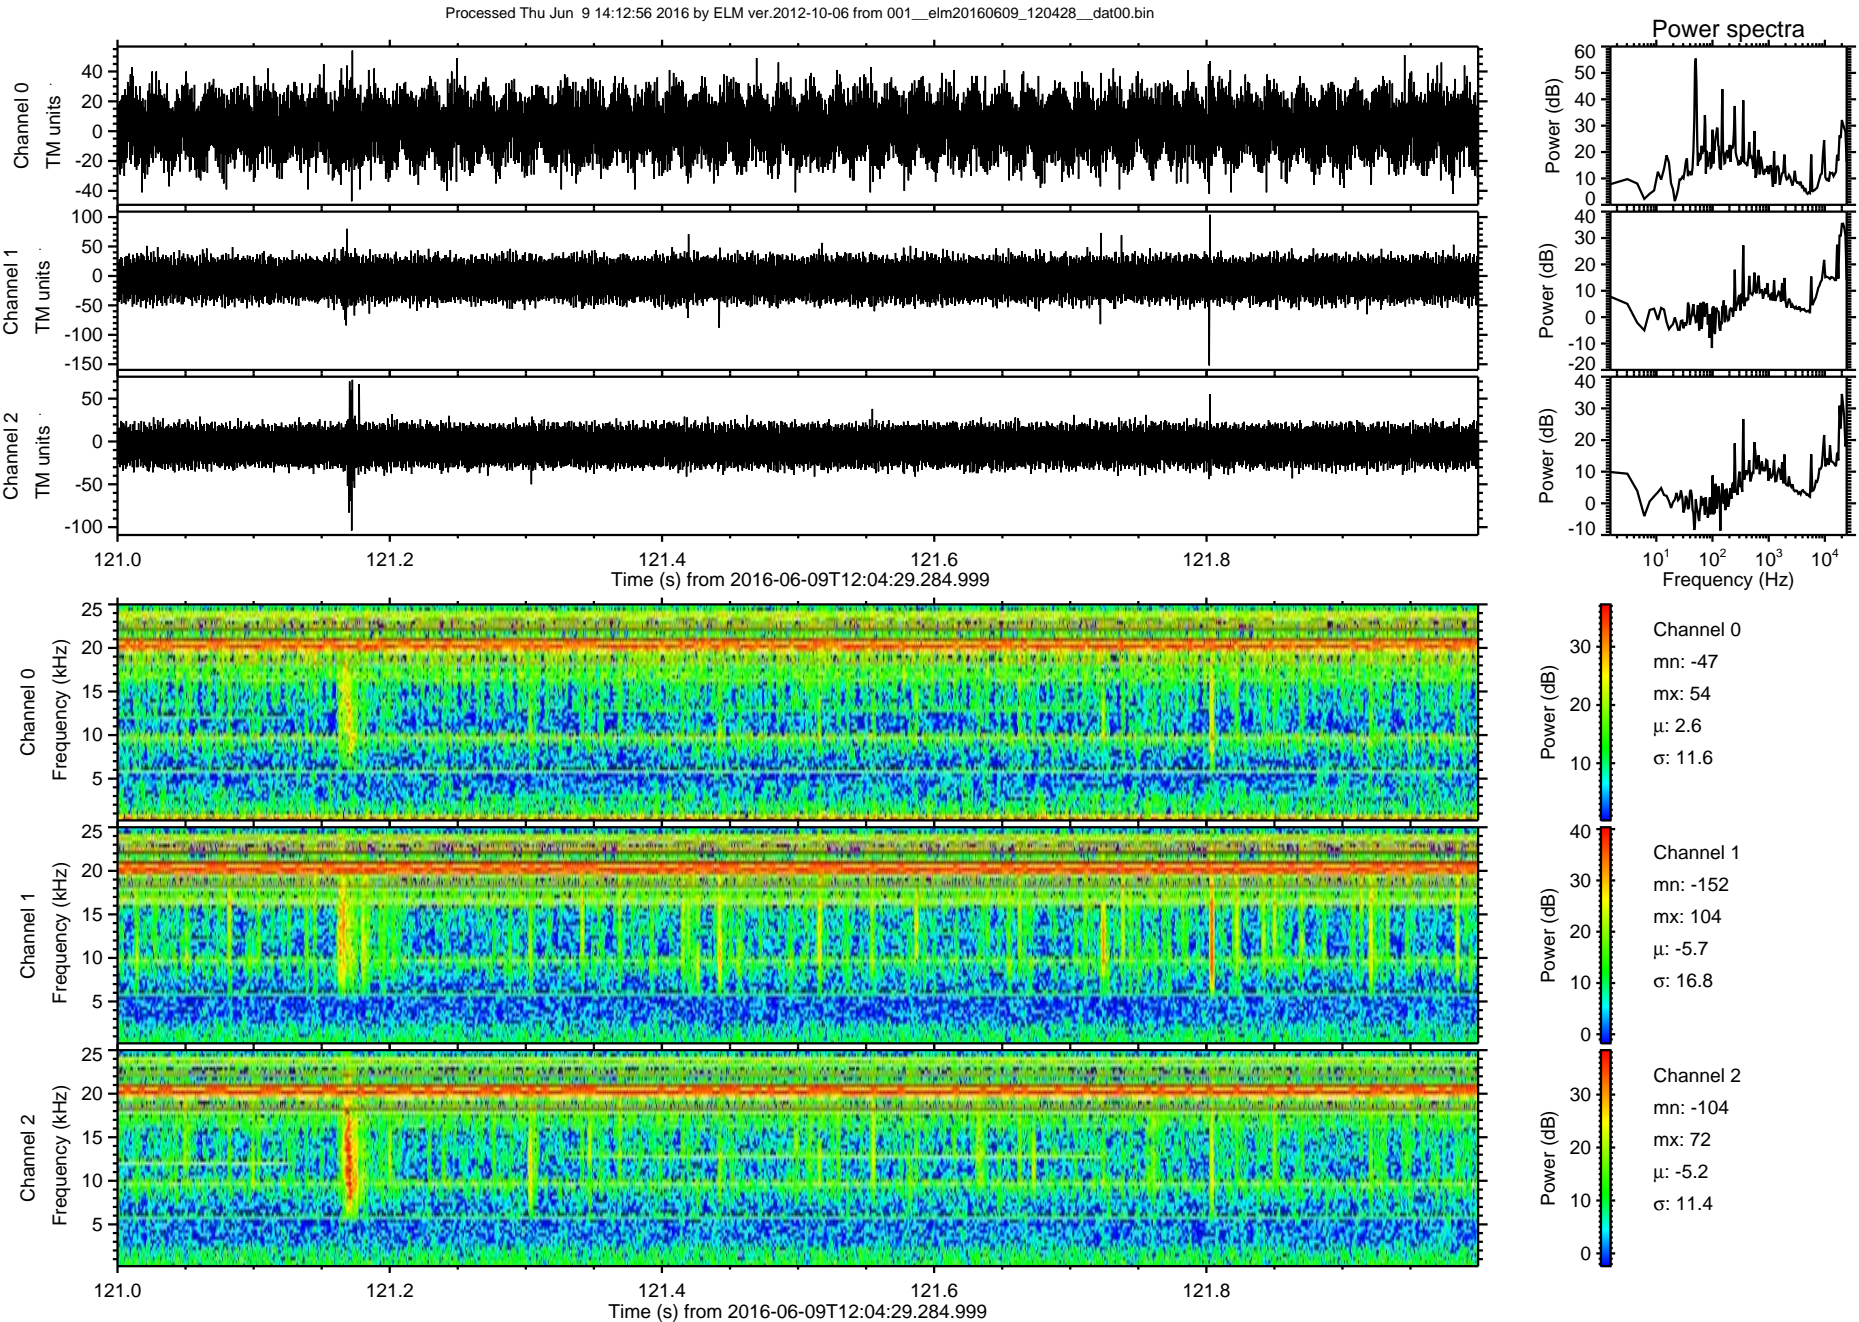 Processed Thu Jun  9 14:12:56 2016 by ELM ver.2012-10-06 from 001__elm20160609_120428__dat00.bin
Power spectra
Channel 0
TM units
40
20
0
-20
-40
Power (dB)
60
50
40
30
20
10
0
Channel 1
TM units
100
50
0
-50
-100
-150
Power (dB)
40
30
20
10
0
-10
-20
Channel 2
TM units
50
0
-50
-100
Power (dB)
40
30
20
10
0
-10
121.0 121.2 121.4 121.6 121.8
Time (s) from 2016-06-09T12:04:29.284.999
10¹ 10² 10³ 10⁴
Frequency (Hz)
Channel 0
Frequency (kHz)
25
20
15
10
5
Power (dB)
30
20
10
Channel 0
mn: -47
mx: 54
µ: 2.6
σ: 11.6
Channel 1
Frequency (kHz)
25
20
15
10
5
Power (dB)
40
30
20
10
0
Channel 1
mn: -152
mx: 104
µ: -5.7
σ: 16.8
Channel 2
Frequency (kHz)
25
20
15
10
5
Power (dB)
30
20
10
0
Channel 2
mn: -104
mx: 72
µ: -5.2
σ: 11.4
121.0 121.2 121.4 121.6 121.8
Time (s) from 2016-06-09T12:04:29.284.999